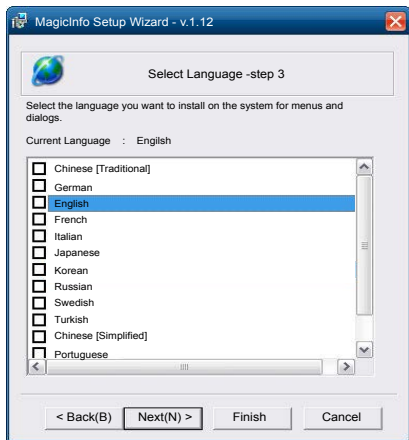 MagicInfo Setup Wizard - v.1.12
Select Language -step 3
Select the language you want to install on the system for menus and
dialogs.
Current Language : Engilsh
Chinese [Traditional]
German
English
French
Italian
Japanese
Korean
Russian
Swedish
Turkish
Chinese [Simplified]
Portuguese
< Back(B) Next(N) > Finish Cancel